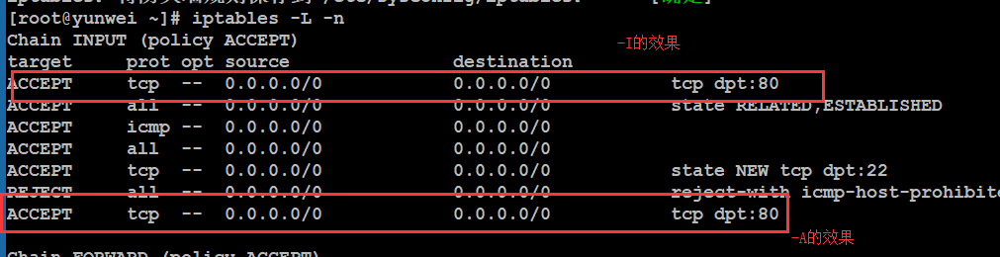 [root@yunwei ~]# iptables -L -n
Chain INPUT (policy ACCEPT)
-I的效果
target prot opt source destination
ACCEPT tcp -- 0.0.0.0/0 0.0.0.0/0 tcp dpt:80
ACCEPT all -- 0.0.0.0/0 0.0.0.0/0 state RELATED,ESTABLISHED
ACCEPT icmp -- 0.0.0.0/0 0.0.0.0/0
ACCEPT all -- 0.0.0.0/0 0.0.0.0/0
ACCEPT tcp -- 0.0.0.0/0 0.0.0.0/0 state NEW tcp dpt:22
REJECT all -- 0.0.0.0/0 0.0.0.0/0 reject-with icmp-host-prohibite
ACCEPT tcp -- 0.0.0.0/0 0.0.0.0/0 tcp dpt:80
-A的效果
Chain FORWARD (policy ACCEPT)